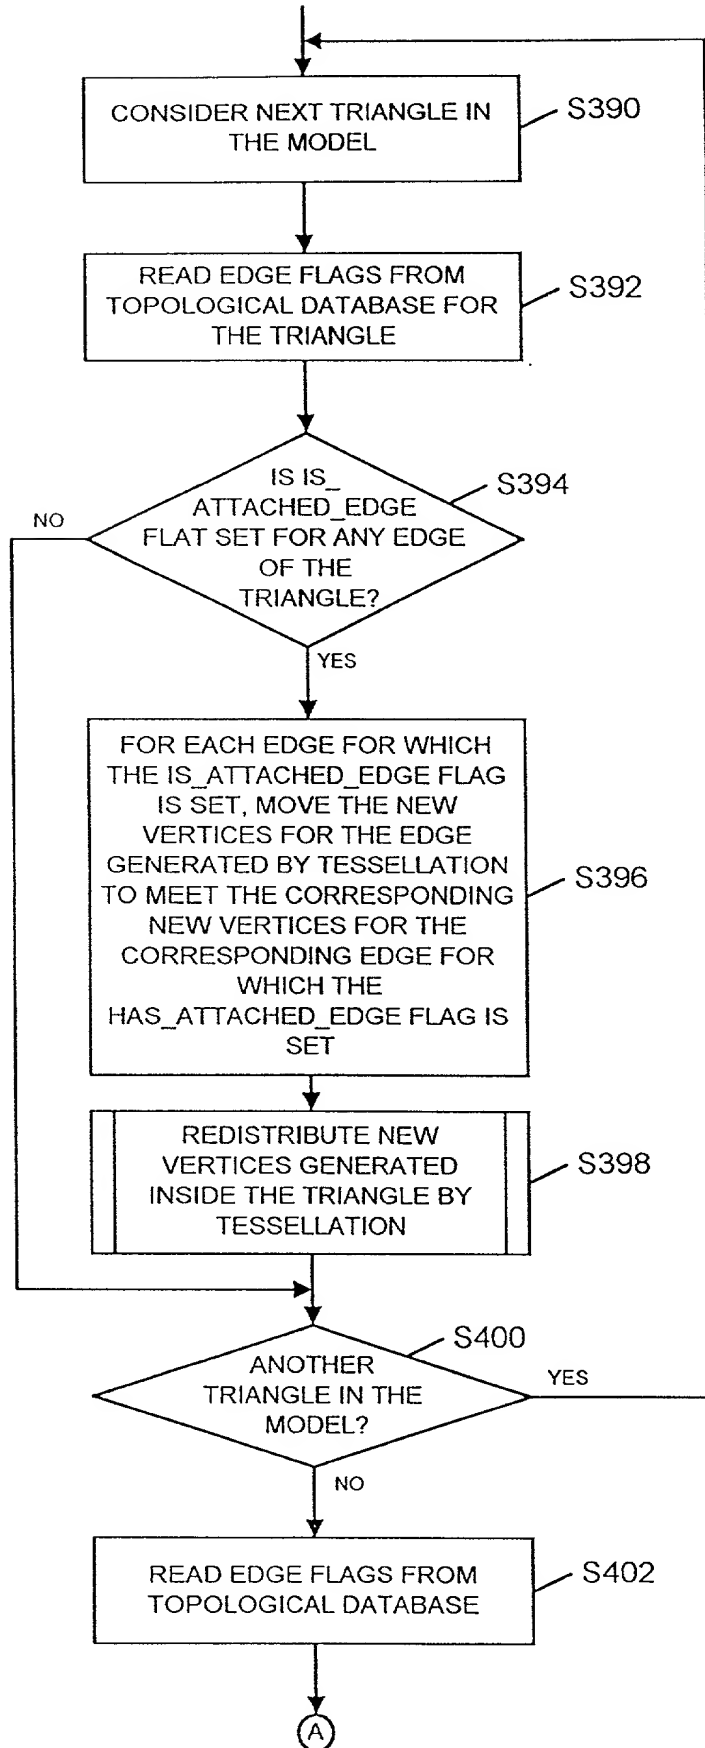 CONSIDER NEXT TRIANGLE IN
THE MODEL
S390
READ EDGE FLAGS FROM
TOPOLOGICAL DATABASE FOR
THE TRIANGLE
S392
IS IS_
ATTACHED_EDGE
FLAT SET FOR ANY EDGE
OF THE
TRIANGLE?
S394
NO
YES
FOR EACH EDGE FOR WHICH
THE IS_ATTACHED_EDGE FLAG
IS SET, MOVE THE NEW
VERTICES FOR THE EDGE
GENERATED BY TESSELLATION
TO MEET THE CORRESPONDING
NEW VERTICES FOR THE
CORRESPONDING EDGE FOR
WHICH THE
HAS_ATTACHED_EDGE FLAG IS
SET
S396
REDISTRIBUTE NEW
VERTICES GENERATED
INSIDE THE TRIANGLE BY
TESSELLATION
S398
ANOTHER
TRIANGLE IN THE
MODEL?
S400
YES
NO
READ EDGE FLAGS FROM
TOPOLOGICAL DATABASE
S402
A